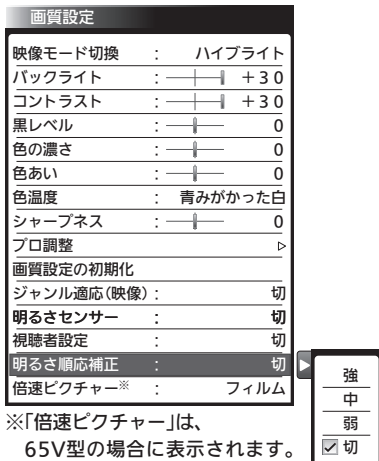 画質設定
映像モード切換 : ハイブライト
バックライト : +30
コントラスト : +30
黒レベル : 0
色の濃さ : 0
色あい : 0
色温度 : 青みがかった白
シャープネス : 0
プロ調整
画質設定の初期化
ジャンル適応(映像) : 切
明るさセンサー : 切
視聴者設定 : 切
明るさ順応補正 : 切
倍速ピクチャー※ : フィルム
強
中
弱
切
※「倍速ピクチャー」は、
65V型の場合に表示されます。